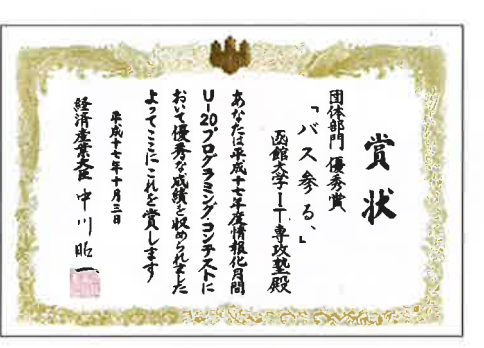 賞状
団体部門 優秀賞
「バス参る、」
函館大学IT専攻塾殿
あなたは平成十七年度情報化月間
U-20プログラミング・コンテストに
おいて優秀な成績を収められました
よってここにこれを賞します
平成十七年十月三日
経済産業大臣 中川昭一